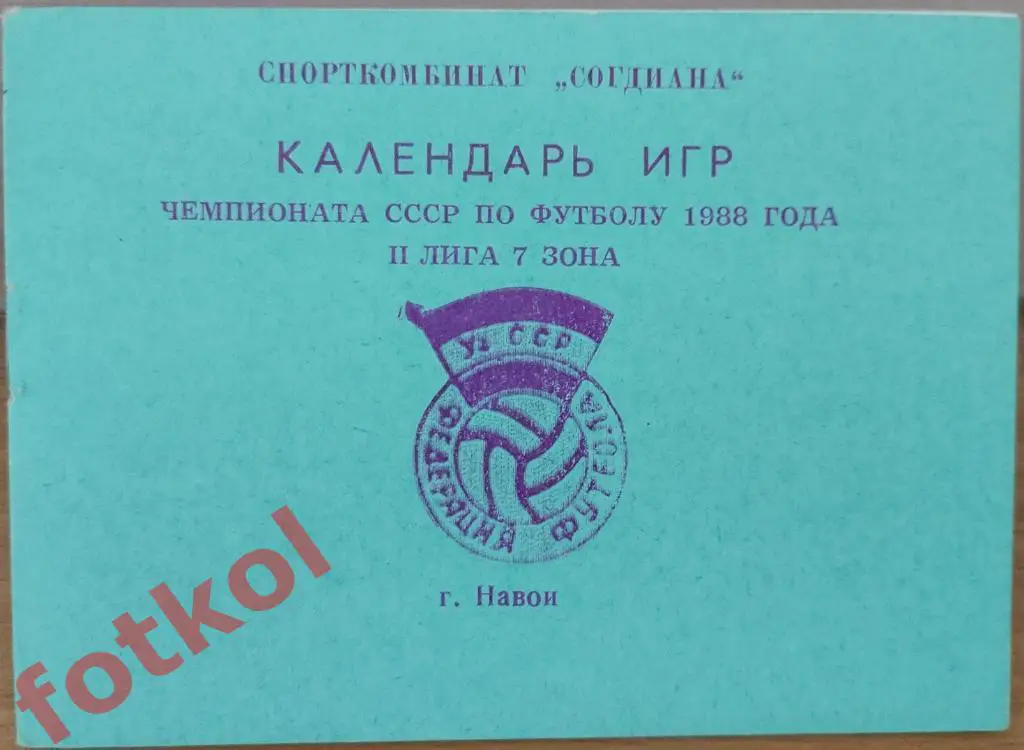 СПОРТКОМБИНАТ „СОГДИАНА“
КАЛЕНДАРЬ ИГР
ЧЕМПИОНАТА СССР ПО ФУТБОЛУ 1988 ГОДА
II ЛИГА 7 ЗОНА
Уз ССР
ФЕДЕРАЦИЯ ФУТБОЛА
г. Навои
fotkol